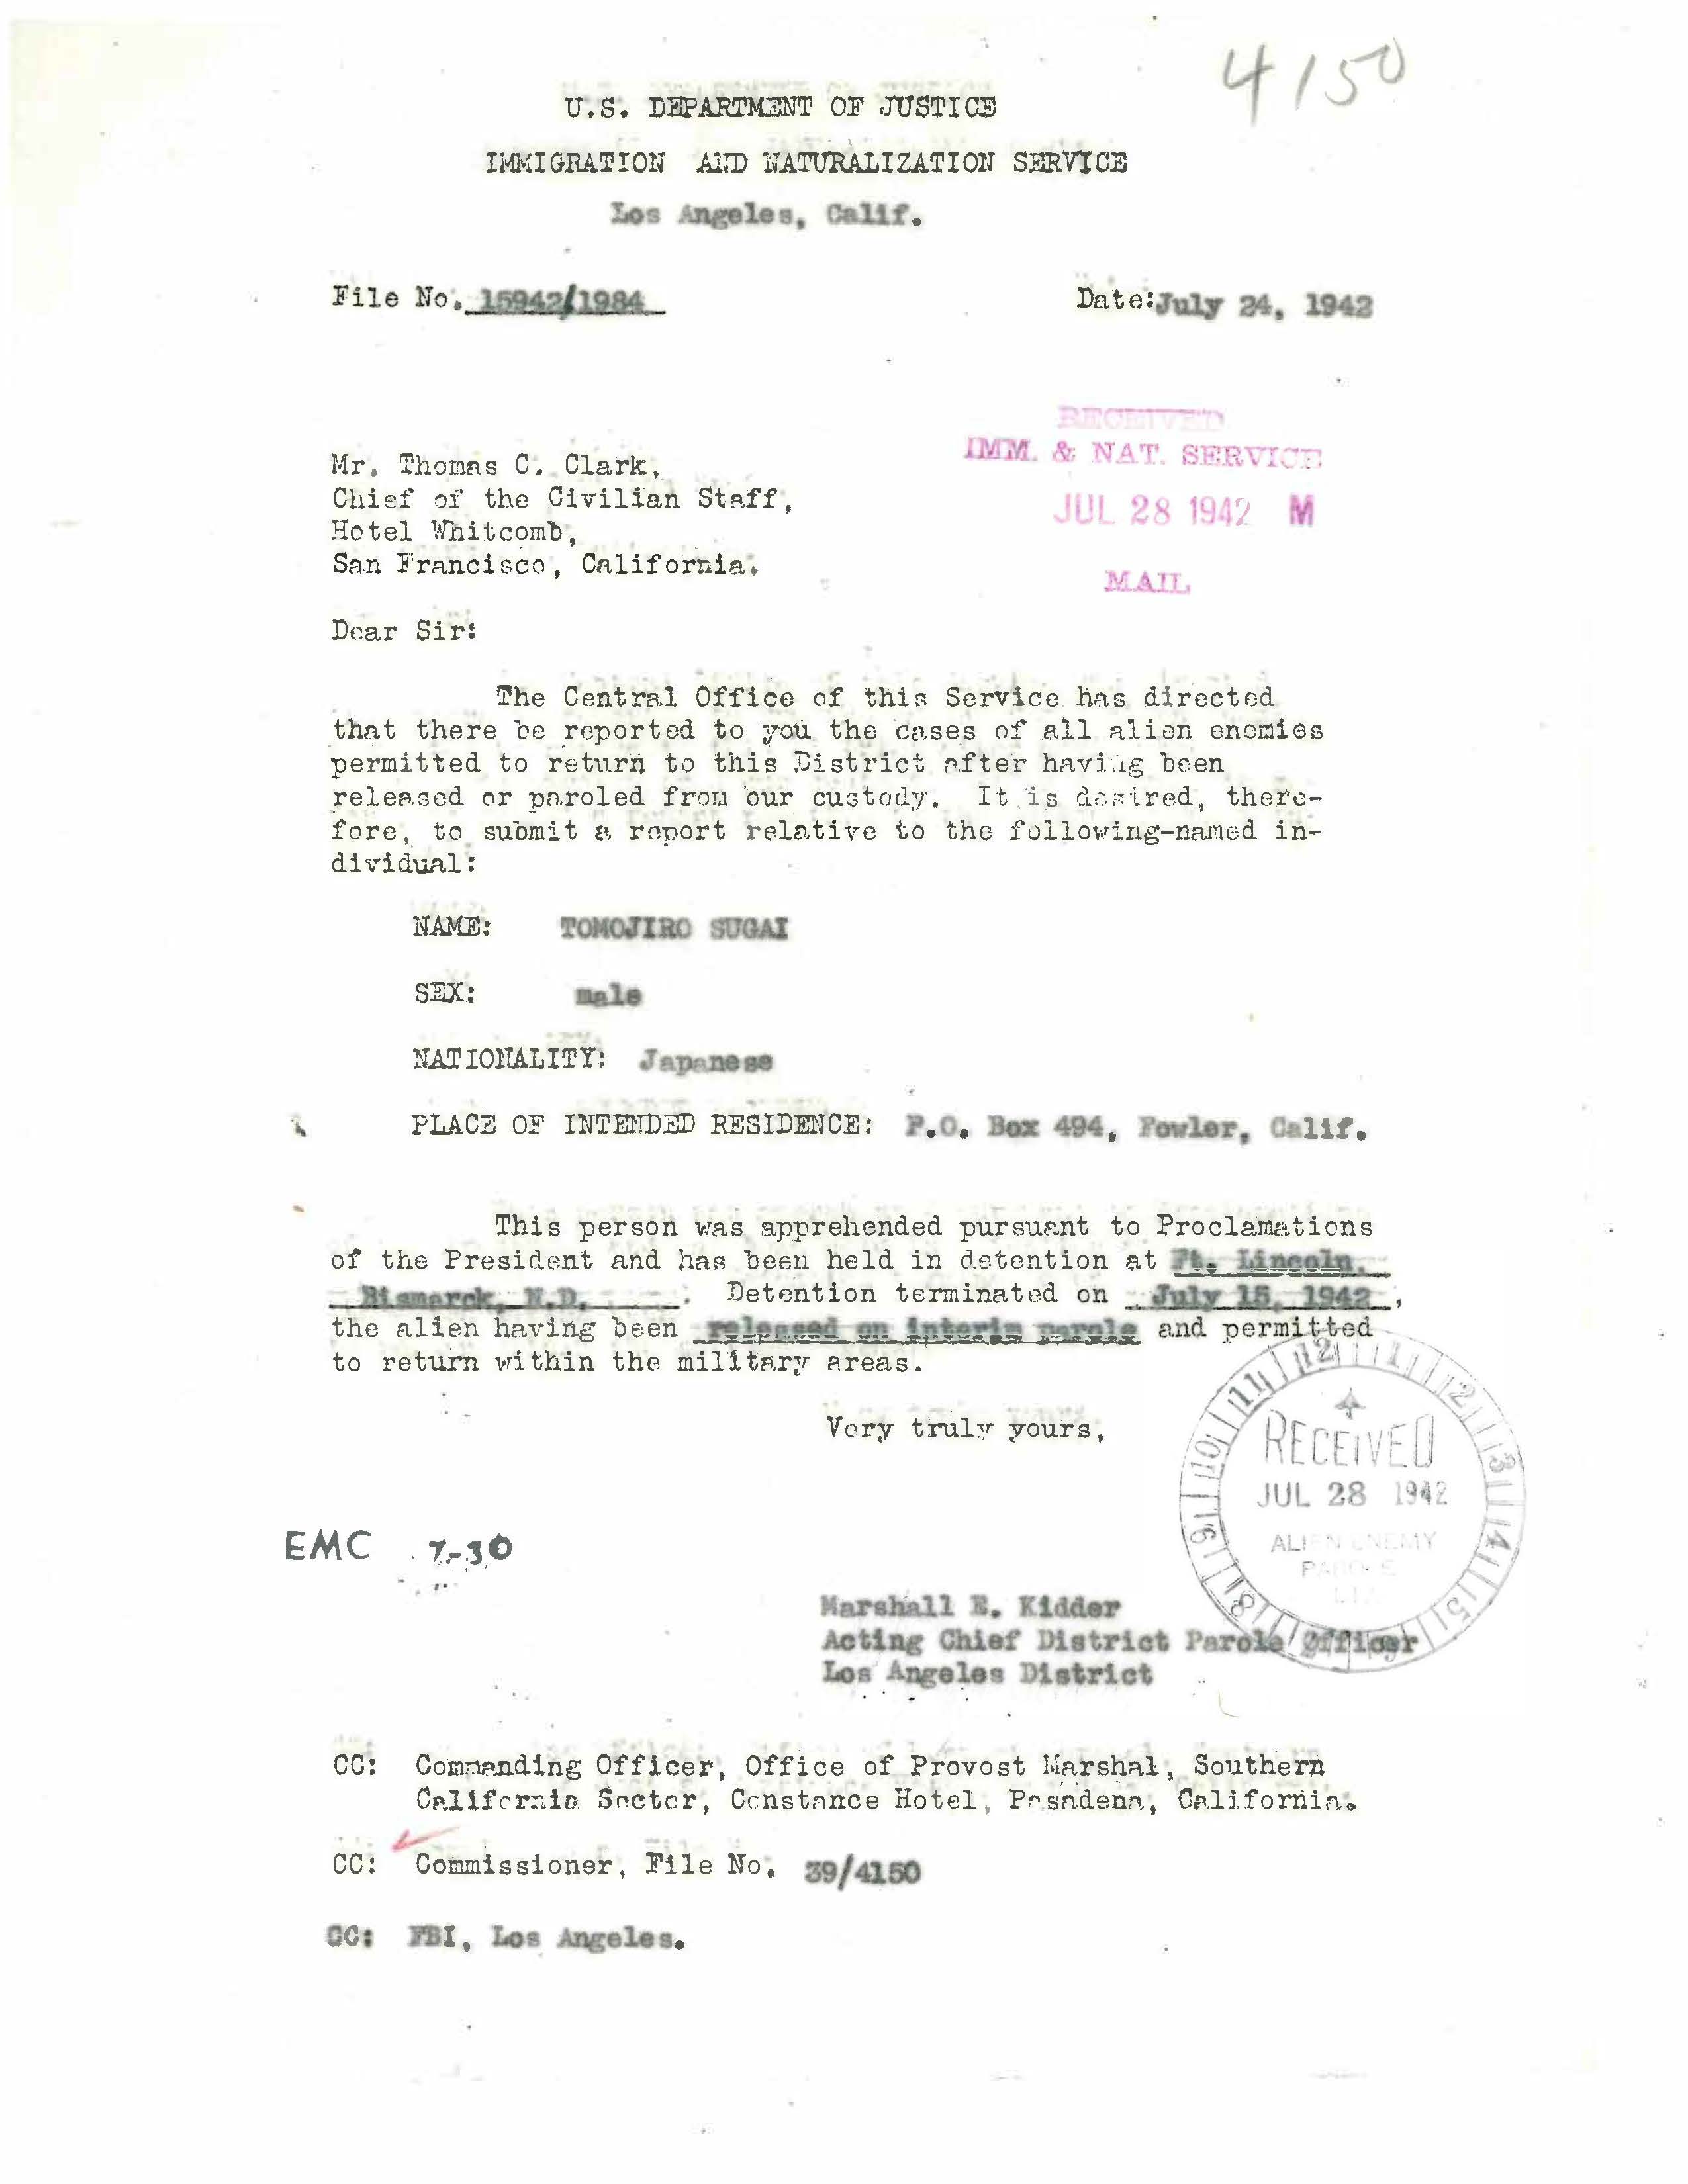 4150
U.S. DEPARTMENT OF JUSTICE
IMMIGRATION AND NATURALIZATION SERVICE
Los Angeles, Calif.
File No. 15942/1984
Date: July 24, 1942
RECEIVED
IMM. & NAT. SERVICE
JUL 28 1942 M
MAIL
Mr. Thomas C. Clark,
Chief of the Civilian Staff,
Hotel Whitcomb,
San Francisco, California.
Dear Sir:
The Central Office of this Service has directed
that there be reported to you the cases of all alien enemies
permitted to return to this District after having been
released or paroled from our custody. It is desired, there-
fore, to submit a report relative to the following-named in-
dividual:
NAME: TOMOJIRO SUGAI
SEX: male
NATIONALITY: Japanese
PLACE OF INTENDED RESIDENCE: P.O. Box 494, Fowler, Calif.
This person was apprehended pursuant to Proclamations
of the President and has been held in detention at Ft. Lincoln,
Bismarck, N.D. . Detention terminated on July 15, 1942,
the alien having been released on interim parole and permitted
to return within the military areas.
Very truly yours,
12 1 2 3 4 5 6 8 9 10 11
RECEIVED
JUL 28 1942
ALIEN ENEMY
PAROLE
EMC 7-30
Marshall E. Kidder
Acting Chief District Parole Officer
Los Angeles District
CC: Commanding Officer, Office of Provost Marshal, Southern
California Sector, Constance Hotel, Pasadena, California.
CC: Commissioner, File No. 39/4150
CC: FBI, Los Angeles.